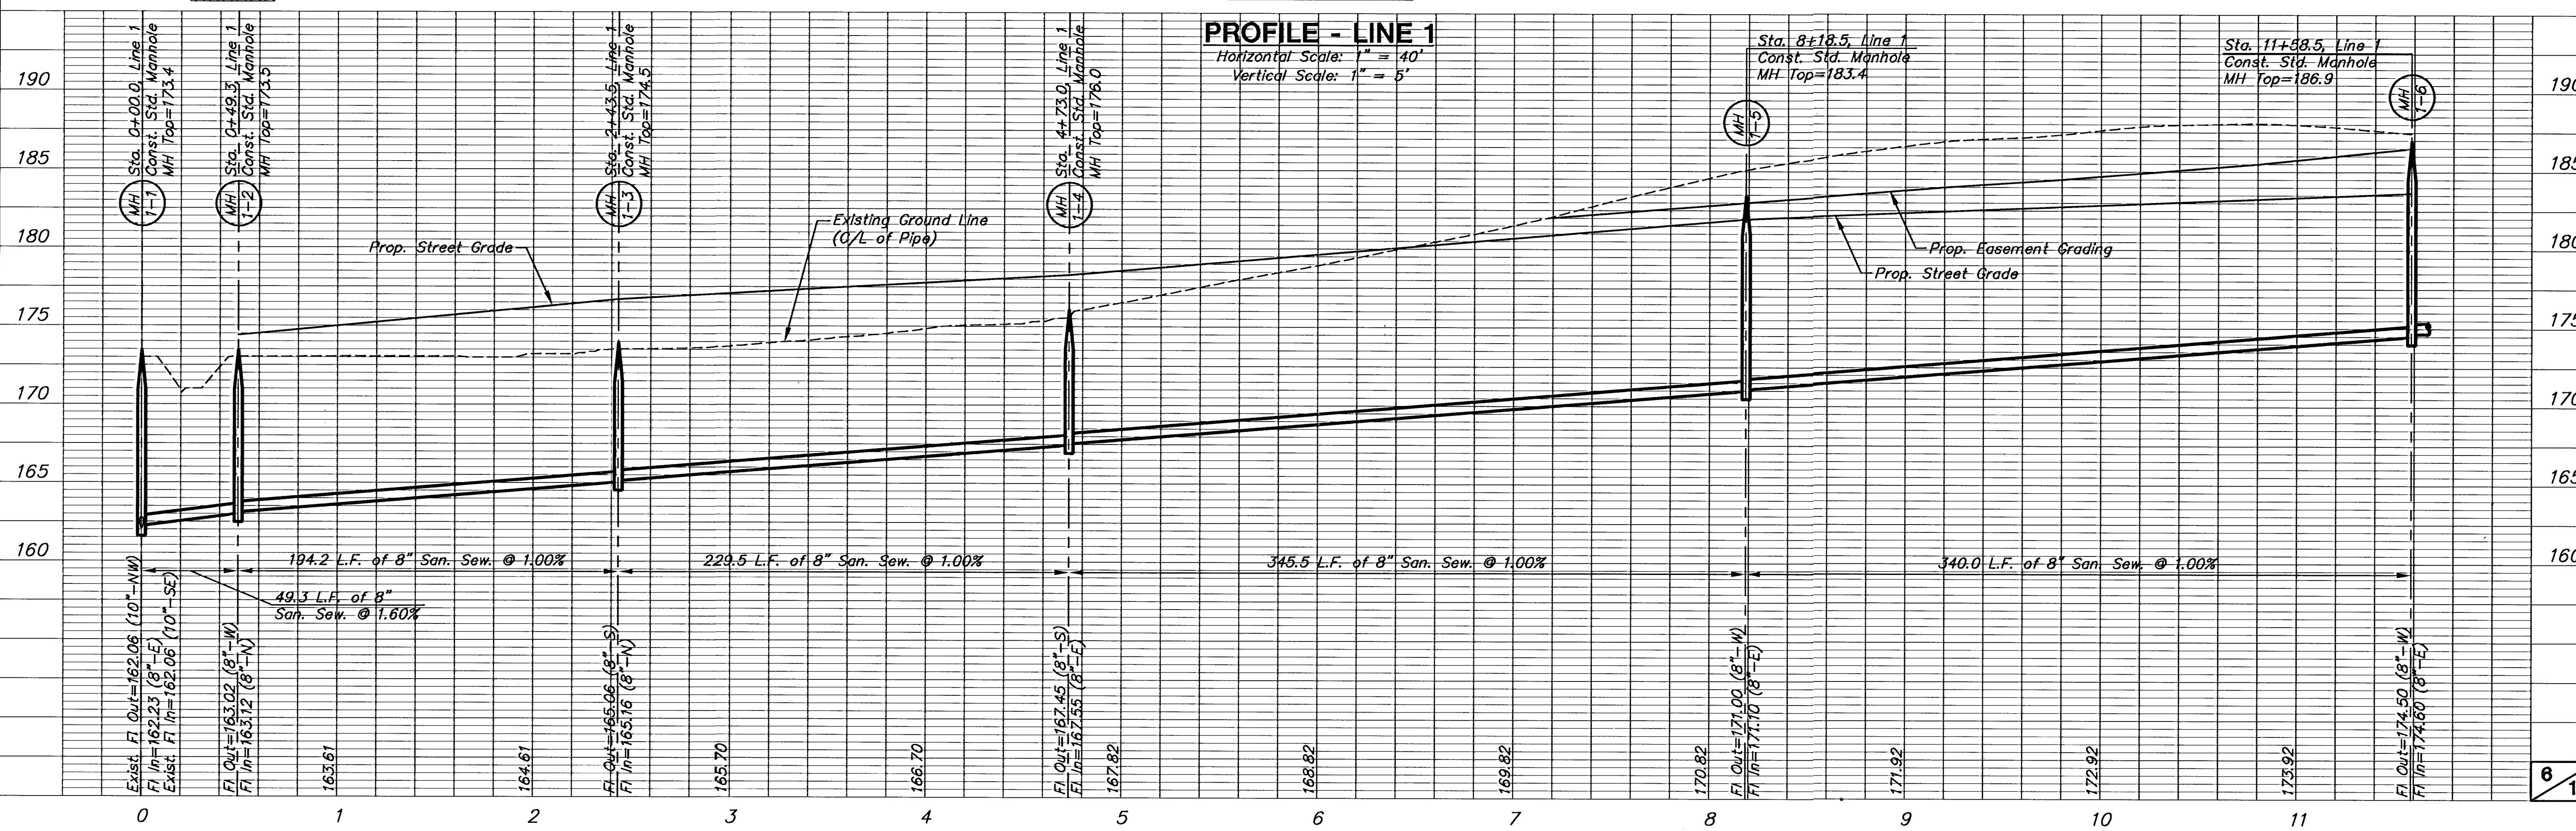 PROFILE - LINE 1
Horizontal Scale: 1" = 40'
Vertical Scale: 1" = 5'
Sta. 0+00.0, Line 1
Const. Std. Manhole
MH Top=173.4
MH 1-1
Sta. 0+49.3, Line 1
Const. Std. Manhole
MH Top=173.5
MH 1-2
Sta. 2+43.5, Line 1
Const. Std. Manhole
MH Top=174.5
MH 1-3
Sta. 4+73.0, Line 1
Const. Std. Manhole
MH Top=176.0
MH 1-4
Sta. 8+18.5, Line 1
Const. Std. Manhole
MH Top=183.4
MH 1-5
Sta. 11+58.5, Line 1
Const. Std. Manhole
MH Top=186.9
MH 1-6
190
185
180
175
170
165
160
190
185
180
175
170
165
160
Prop. Street Grade
Existing Ground Line
(C/L of Pipe)
Prop. Easement Grading
Prop. Street Grade
194.2 L.F. of 8" San. Sew. @ 1.00%
229.5 L.F. of 8" San. Sew. @ 1.00%
345.5 L.F. of 8" San. Sew. @ 1.00%
340.0 L.F. of 8" San. Sew. @ 1.00%
49.3 L.F. of 8"
San. Sew. @ 1.60%
Exist. Fl Out=162.06 (10"-NW)
Fl In=162.23 (8"-E)
Exist. Fl In=162.06 (10"-SE)
Fl Out=163.02 (8"-W)
Fl In=163.12 (8"-N)
163.61
164.61
Fl Out=165.06 (8"-S)
Fl In=165.16 (8"-N)
165.70
166.70
Fl Out=167.45 (8"-S)
Fl In=167.55 (8"-E)
167.82
168.82
169.82
170.82
Fl Out=171.00 (8"-W)
Fl In=171.10 (8"-E)
171.92
172.92
173.92
Fl Out=174.50 (8"-W)
Fl In=174.60 (8"-E)
0 1 2 3 4 5 6 7 8 9 10 11
6